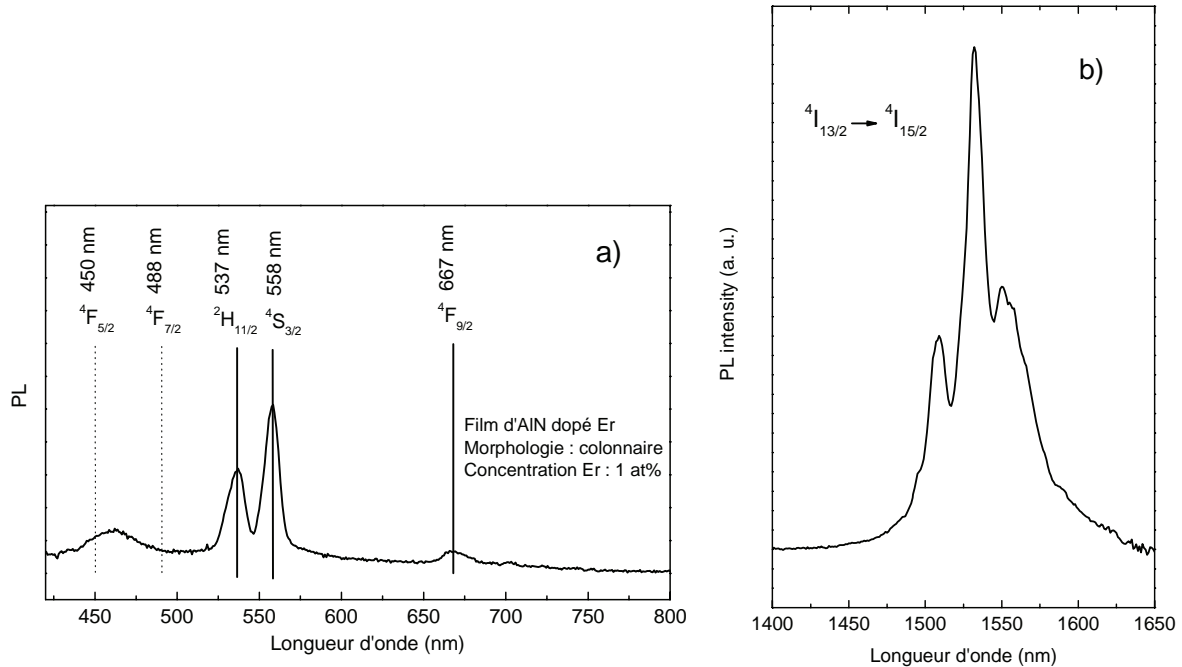 a)
450 nm
488 nm
537 nm
558 nm
667 nm
⁴F₅/₂
⁴F₇/₂
²H₁₁/₂
⁴S₃/₂
⁴F₉/₂
PL
Film d'AlN dopé Er
Morphologie : colonnaire
Concentration Er : 1 at%
450 500 550 600 650 700 750 800
Longueur d'onde (nm)
b)
⁴I₁₃/₂ → ⁴I₁₅/₂
PL intensity (a. u.)
1400 1450 1500 1550 1600 1650
Longueur d'onde (nm)